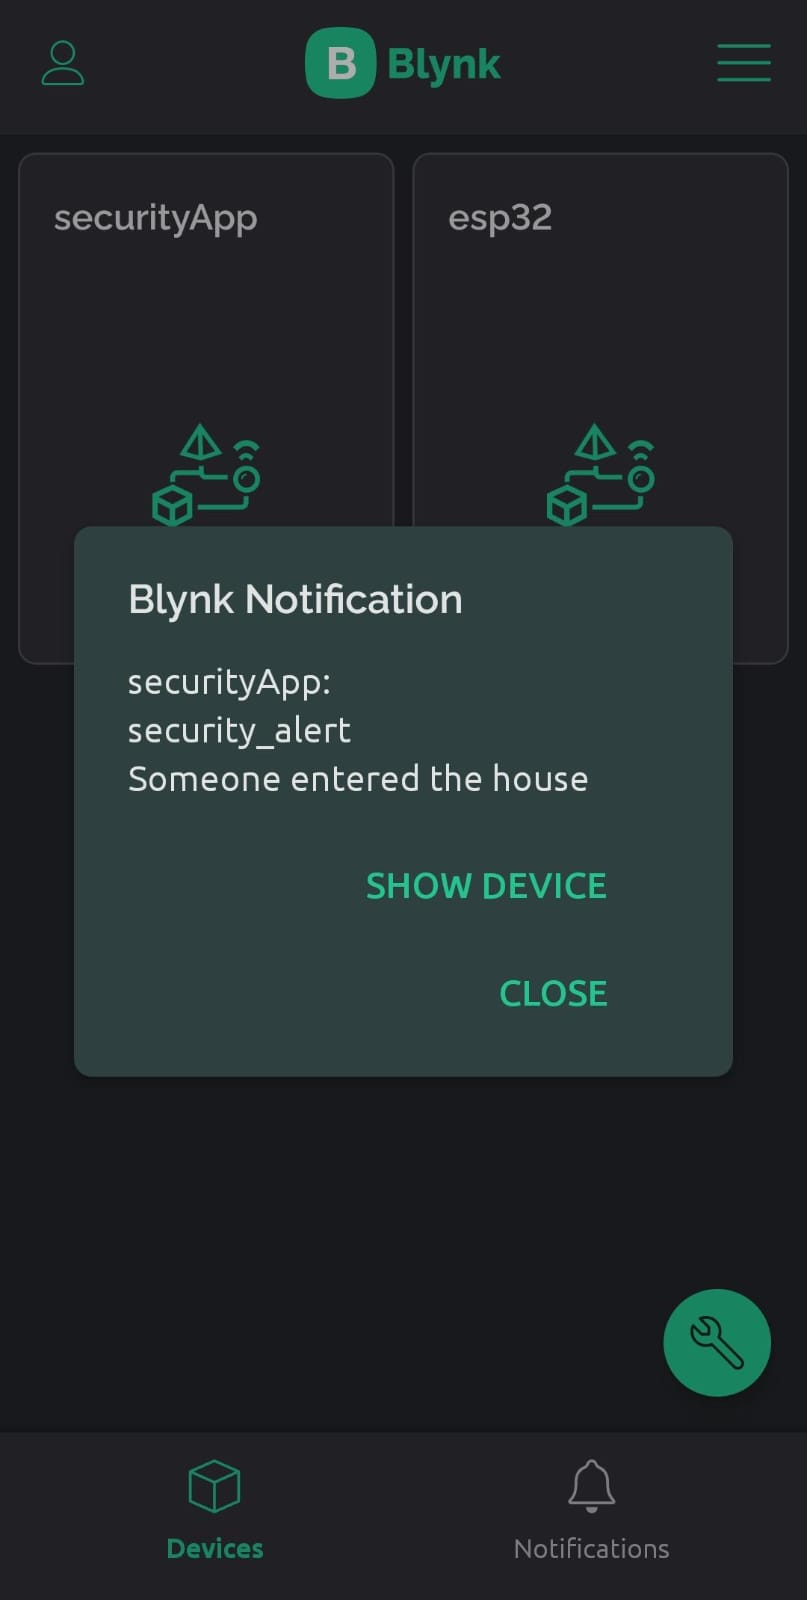 B Blynk
securityApp
esp32
Blynk Notification
securityApp:
security_alert
Someone entered the house
SHOW DEVICE
CLOSE
Devices
Notifications